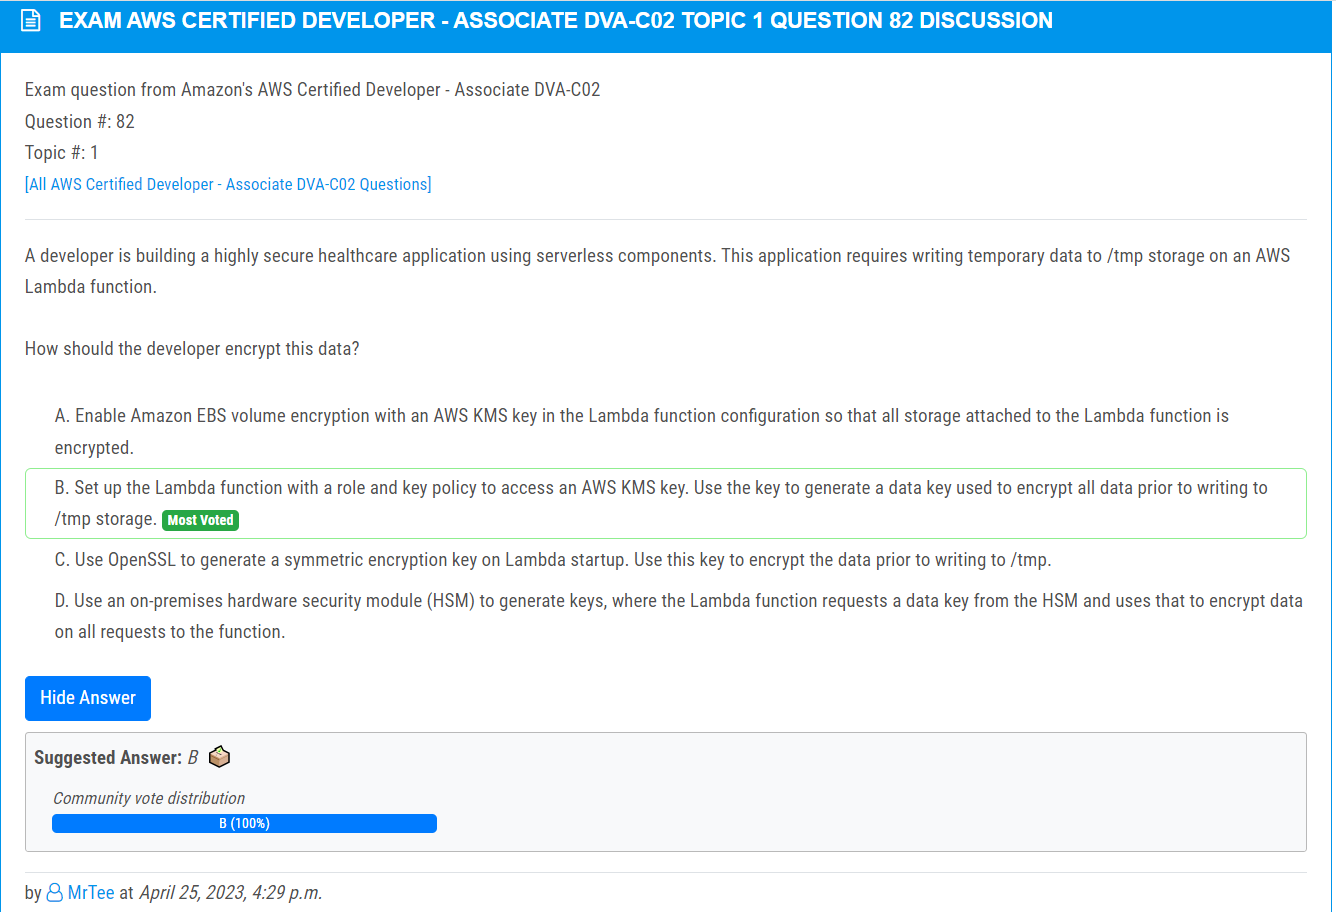 EXAM AWS CERTIFIED DEVELOPER - ASSOCIATE DVA-C02 TOPIC 1 QUESTION 82 DISCUSSION
Exam question from Amazon's AWS Certified Developer - Associate DVA-C02
Question #: 82
Topic #: 1
[All AWS Certified Developer - Associate DVA-C02 Questions]
A developer is building a highly secure healthcare application using serverless components. This application requires writing temporary data to /tmp storage on an AWS
Lambda function.
How should the developer encrypt this data?
A. Enable Amazon EBS volume encryption with an AWS KMS key in the Lambda function configuration so that all storage attached to the Lambda function is
encrypted.
B. Set up the Lambda function with a role and key policy to access an AWS KMS key. Use the key to generate a data key used to encrypt all data prior to writing to
/tmp storage. Most Voted
C. Use OpenSSL to generate a symmetric encryption key on Lambda startup. Use this key to encrypt the data prior to writing to /tmp.
D. Use an on-premises hardware security module (HSM) to generate keys, where the Lambda function requests a data key from the HSM and uses that to encrypt data
on all requests to the function.
Hide Answer
Suggested Answer: B
Community vote distribution
B (100%)
by MrTee at April 25, 2023, 4:29 p.m.